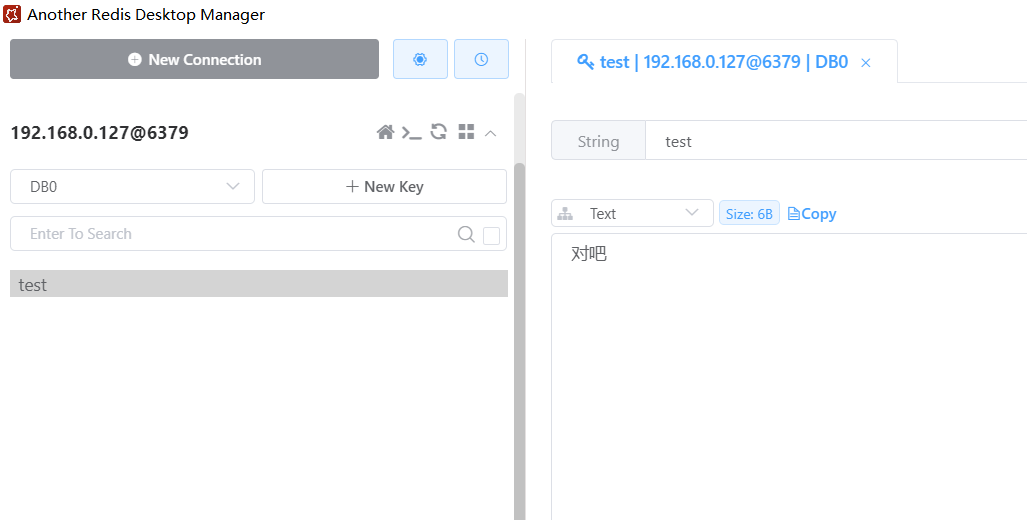 Another Redis Desktop Manager
New Connection
test | 192.168.0.127@6379 | DB0
192.168.0.127@6379
String
test
DB0
New Key
Text
Size: 6B
Copy
Enter To Search
对吧
test